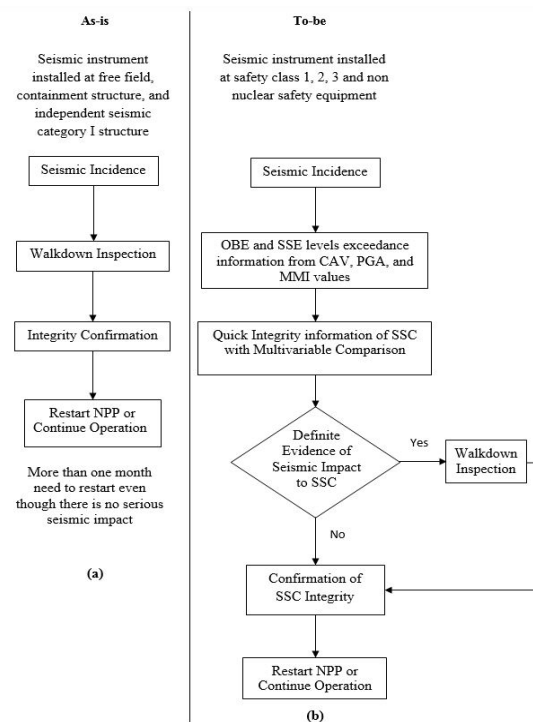 As-is
Seismic instrument
installed at free field,
containment structure, and
independent seismic
category I structure
Seismic Incidence
Walkdown Inspection
Integrity Confirmation
Restart NPP or
Continue Operation
More than one month
need to restart even
though there is no serious
seismic impact
(a)
To-be
Seismic instrument installed
at safety class 1, 2, 3 and non
nuclear safety equipment
Seismic Incidence
OBE and SSE levels exceedance
information from CAV, PGA, and
MMI values
Quick Integrity information of SSC
with Multivariable Comparison
Definite
Evidence of
Seismic Impact
to SSC
Yes
Walkdown
Inspection
No
Confirmation of
SSC Integrity
Restart NPP or
Continue Operation
(b)